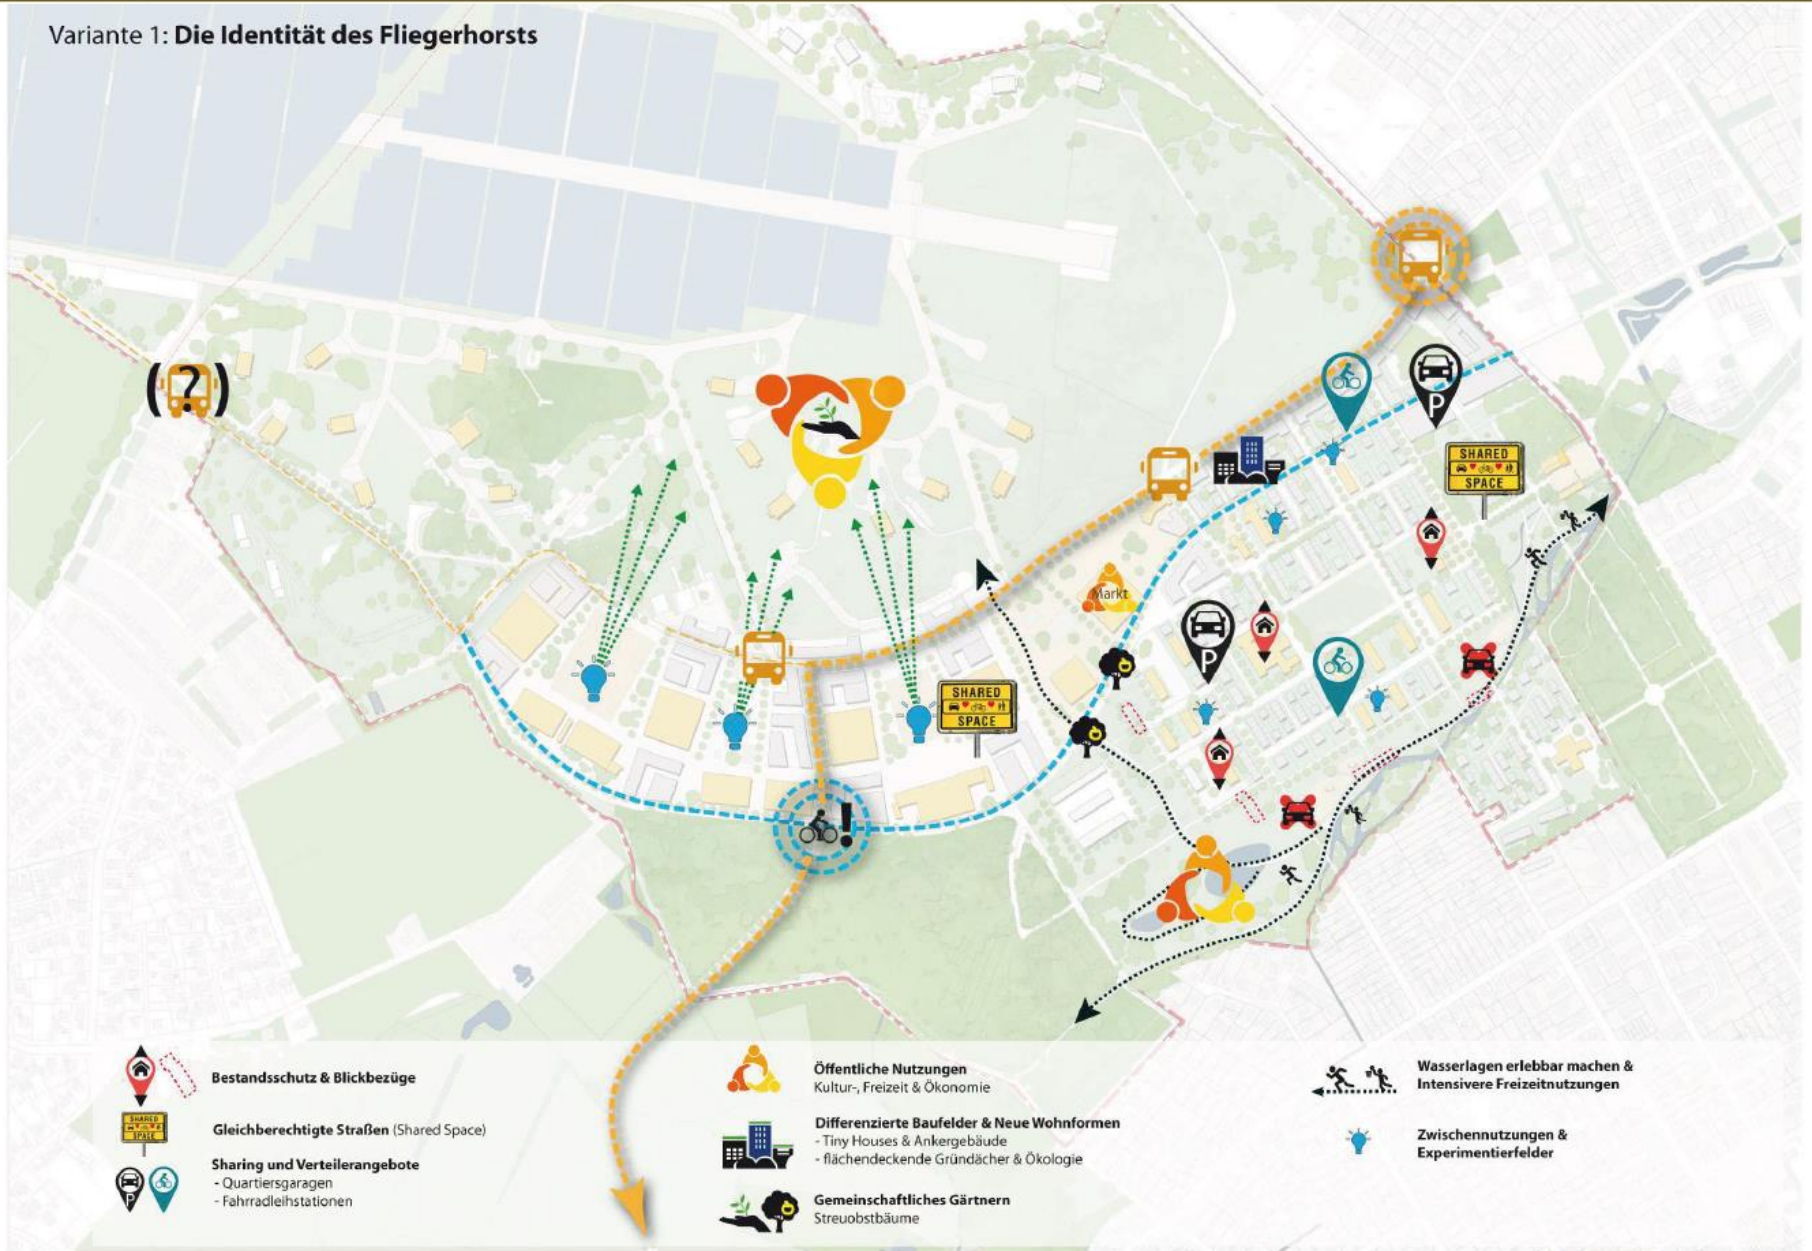 Variante 1: Die Identität des Fliegerhorsts
(?)
SHARED
SPACE
P
Markt
P
SHARED
SPACE
!
Bestandsschutz & Blickbezüge
SHARED
SPACE
Gleichberechtigte Straßen (Shared Space)
P
Sharing und Verteilerangebote
- Quartiersgaragen
- Fahrradleihstationen
Öffentliche Nutzungen
Kultur-, Freizeit & Ökonomie
Differenzierte Baufelder & Neue Wohnformen
- Tiny Houses & Ankergebäude
- flächendeckende Gründächer & Ökologie
Gemeinschaftliches Gärtnern
Streuobstbäume
Wasserlagen erlebbar machen &
Intensivere Freizeitnutzungen
Zwischennutzungen &
Experimentierfelder